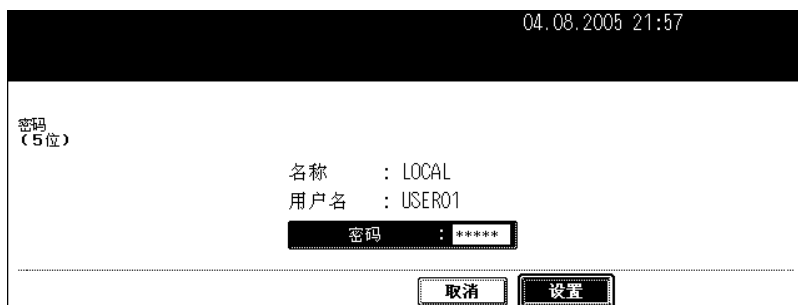 04.08.2005 21:57
密码
(5位)
名称 : LOCAL
用户名 : USER01
密码 : *****
取消 设置